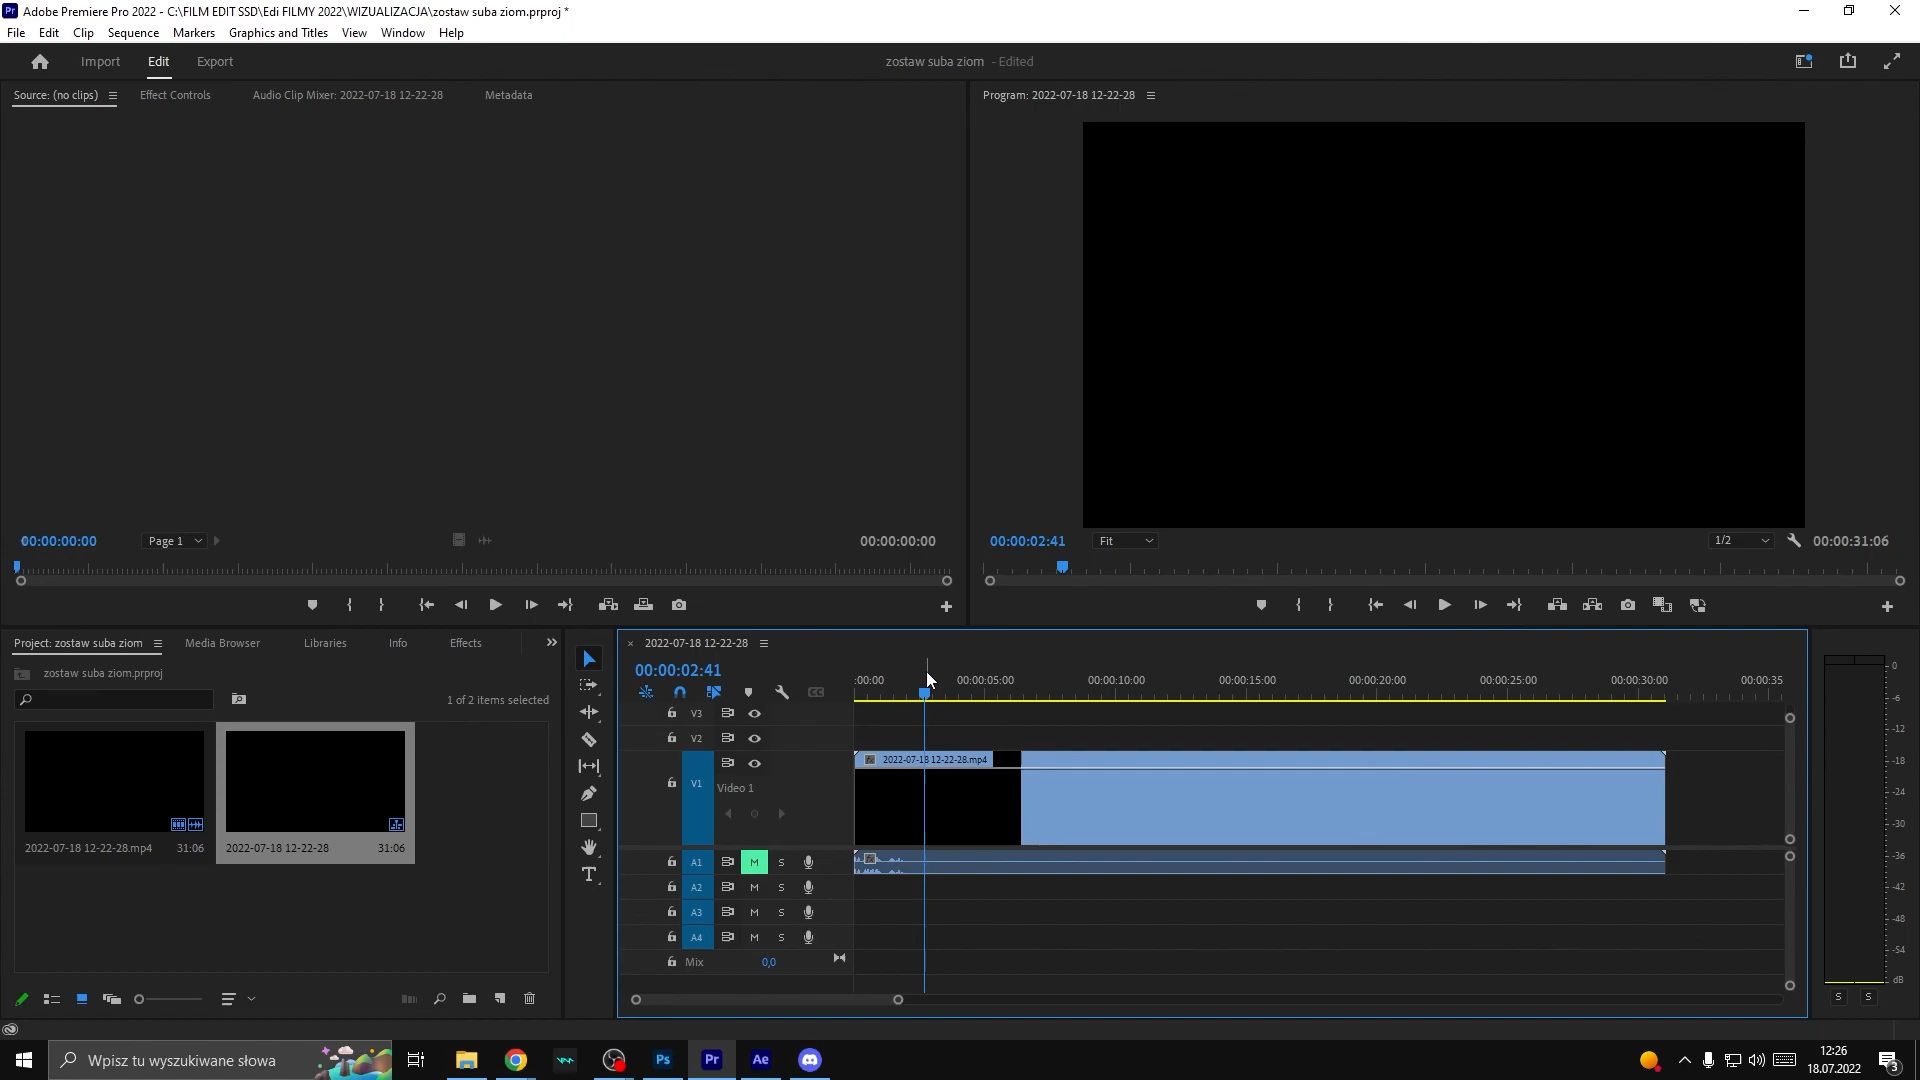 Pr Adobe Premiere Pro 2022 - C:\FILM EDIT SSD\Edi FILMY 2022\WIZUALIZACJA\zostaw suba ziom.prproj *
File Edit Clip Sequence Markers Graphics and Titles View Window Help
Import Edit Export zostaw suba ziom - Edited
Source: (no clips) Effect Controls Audio Clip Mixer: 2022-07-18 12-22-28 Metadata Program: 2022-07-18 12-22-28
00:00:00:00 Page 1 00:00:00:00 00:00:02:41 Fit 1/2 00:00:31:06
Project: zostaw suba ziom Media Browser Libraries Info Effects
zostaw suba ziom.prproj
1 of 2 items selected
2022-07-18 12-22-28.mp4 31:06 2022-07-18 12-22-28 31:06
× 2022-07-18 12-22-28
00:00:02:41
:00:00 00:00:05:00 00:00:10:00 00:00:15:00 00:00:20:00 00:00:25:00 00:00:30:00 00:00:35
V3
V2
fx 2022-07-18 12-22-28.mp4
V1
Video 1
A1 M S fx
A2 M S
A3 M S
A4 M S
Mix 0,0
0
-6
-12
-18
-24
-30
-36
-42
-48
-54
dB
S S
Wpisz tu wyszukiwane słowa Ps Pr Ae
12:26
18.07.2022
3